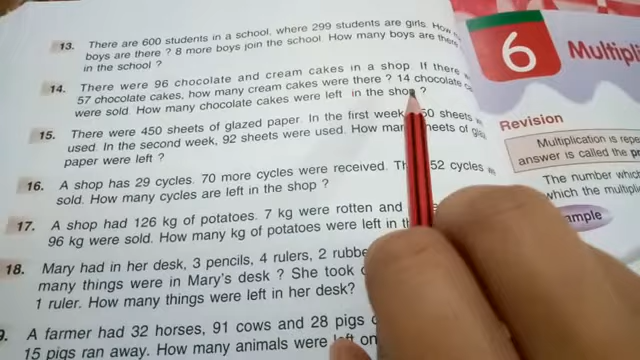 13. There are 600 students in a school, where 299 students are girls. How
boys are there ? 8 more boys join the school. How many boys are there
in the school ?
14. There were 96 chocolate and cream cakes in a shop. If there
57 chocolate cakes, how many cream cakes were there ? 14 chocolate
were sold. How many chocolate cakes were left in the shop ?
15. There were 450 sheets of glazed paper. In the first week 50 sheets
used. In the second week, 92 sheets were used. How many sheets of
paper were left ?
16. A shop has 29 cycles. 70 more cycles were received. 52 cycles
sold. How many cycles are left in the shop ?
17. A shop had 126 kg of potatoes. 7 kg were rotten and
96 kg were sold. How many kg of potatoes were left in
18. Mary had in her desk, 3 pencils, 4 rulers, 2
many things were in Mary's desk ? She took
1 ruler. How many things were left in her desk?
9. A farmer had 32 horses, 91 cows and 28 pigs
15 pigs ran away. How many animals were left on
6
Multipl
Revision
Multiplication is repe
answer is called the
The number whic
which the multipl
ample